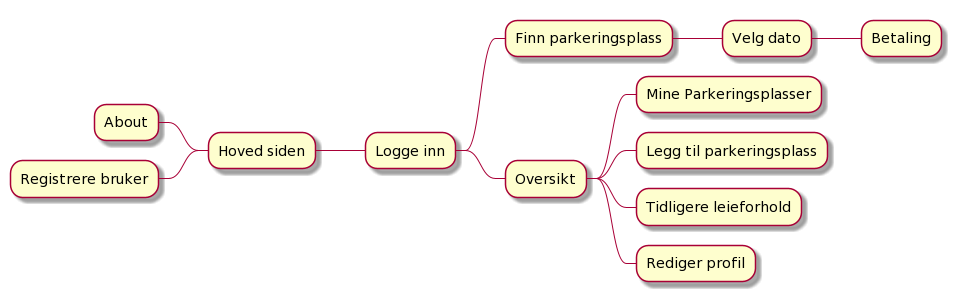 Finn parkeringsplass
Velg dato
Betaling
Mine Parkeringsplasser
About
Hoved siden
Logge inn
Legg til parkeringsplass
Registrere bruker
Oversikt
Tidligere leieforhold
Rediger profil